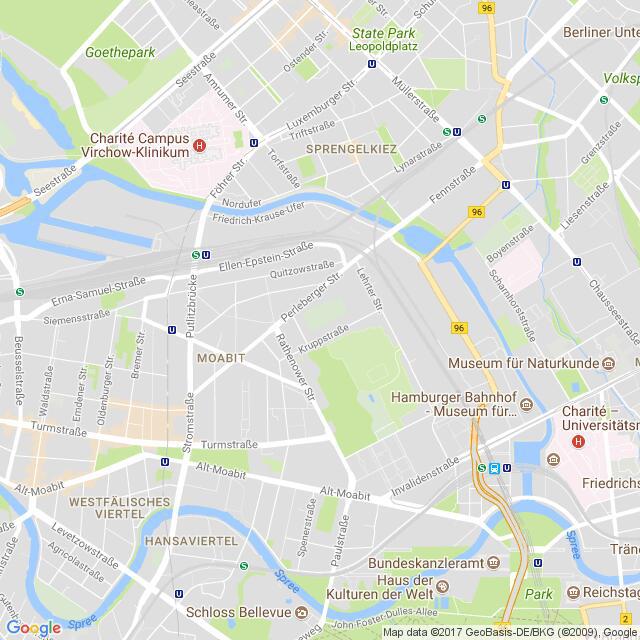 96
Berliner Unte
State Park
Leopoldplatz
Goethepark
Seestraße
Ostender Str.
Amrumer Str.
Müllerstraße
Volksp
Luxemburger Str.
Triftstraße
Charité Campus
Virchow-Klinikum
H
SPRENGELKIEZ
Grenzstraße
Lynarstraße
Torfstraße
Föhrer Str.
Seestraße
Fennstraße
Nordufer
Friedrich-Krause-Ufer
96
Liesenstraße
Boyenstraße
Ellen-Epstein-Straße
Quitzowstraße
Lehrter Str.
Scharnhorststraße
Chausseestraße
Erna-Samuel-Straße
Siemensstraße
Putlitzbrücke
Perleberger Str.
96
Kruppstraße
Bremer Str.
Beusselstraße
MOABIT
Rathenower Str
Museum für Naturkunde
Waldstraße
Emdener Str.
Oldenburger Str.
Hamburger Bahnhof
- Museum für...
Stromstraße
Charité –
Universitätsm
H
Turmstraße
Turmstraße
Invalidenstraße
Alt-Moabit
Alt-Moabit
Alt-Moabit
Friedrichs
WESTFÄLISCHES
VIERTEL
Levetzowstraße
Agricolastraße
HANSAVIERTEL
Spenerstraße
Paulstraße
Spree
Spree
Trän
Bundeskanzleramt
Haus der
Kulturen der Welt
Park
Reichstag
Schloss Bellevue
John-Foster-Dulles-Allee
2
Google
Map data ©2017 GeoBasis-DE/BKG (©2009), Google